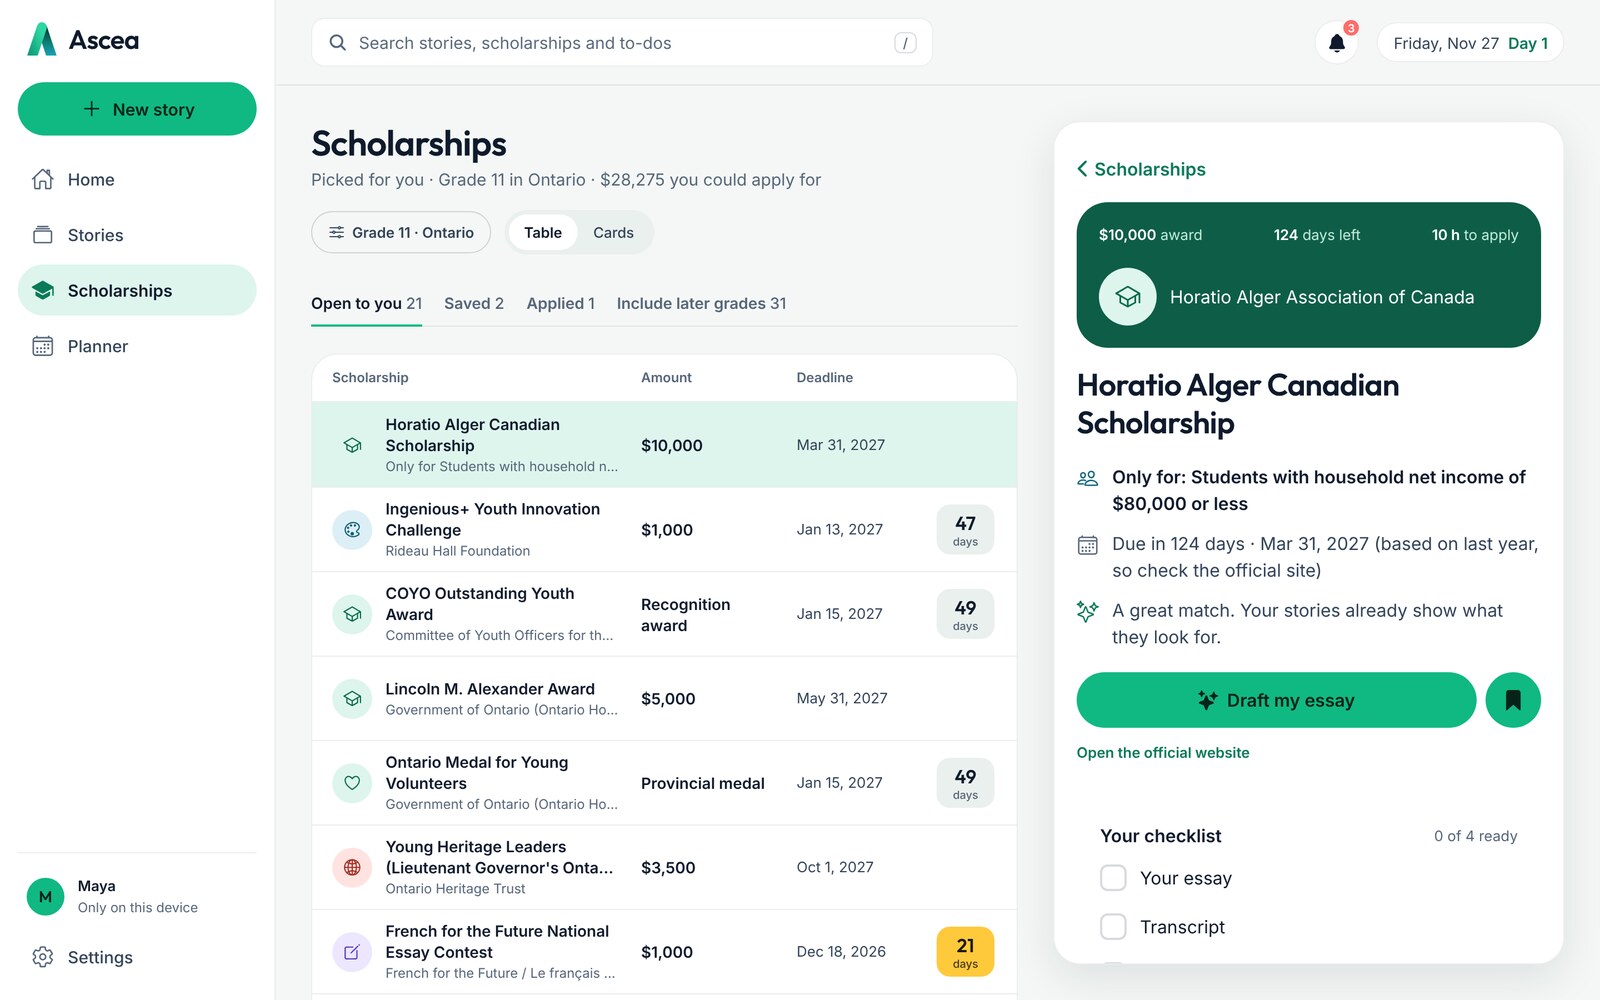 Ascea
New story
Home
Stories
Scholarships
Planner
Maya
M
Only on this device
Settings
Search stories, scholarships and to-dos
/
3
Friday, Nov 27 Day 1
Scholarships
Picked for you · Grade 11 in Ontario · $28,275 you could apply for
Grade 11 · Ontario
Table
Cards
Open to you 21
Saved 2
Applied 1
Include later grades 31
Scholarship
Amount
Deadline
Horatio Alger Canadian
Scholarship
Only for Students with household n...
$10,000
Mar 31, 2027
Ingenious+ Youth Innovation
Challenge
Rideau Hall Foundation
$1,000
Jan 13, 2027
47
days
COYO Outstanding Youth
Award
Committee of Youth Officers for th...
Recognition
award
Jan 15, 2027
49
days
Lincoln M. Alexander Award
Government of Ontario (Ontario Ho...
$5,000
May 31, 2027
Ontario Medal for Young
Volunteers
Government of Ontario (Ontario Ho...
Provincial medal
Jan 15, 2027
49
days
Young Heritage Leaders
(Lieutenant Governor's Onta...
Ontario Heritage Trust
$3,500
Oct 1, 2027
French for the Future National
Essay Contest
French for the Future / Le français ...
$1,000
Dec 18, 2026
21
days
Scholarships
$10,000 award
124 days left
10 h to apply
Horatio Alger Association of Canada
Horatio Alger Canadian
Scholarship
Only for: Students with household net income of
$80,000 or less
Due in 124 days · Mar 31, 2027 (based on last year,
so check the official site)
A great match. Your stories already show what
they look for.
Draft my essay
Open the official website
Your checklist
0 of 4 ready
Your essay
Transcript